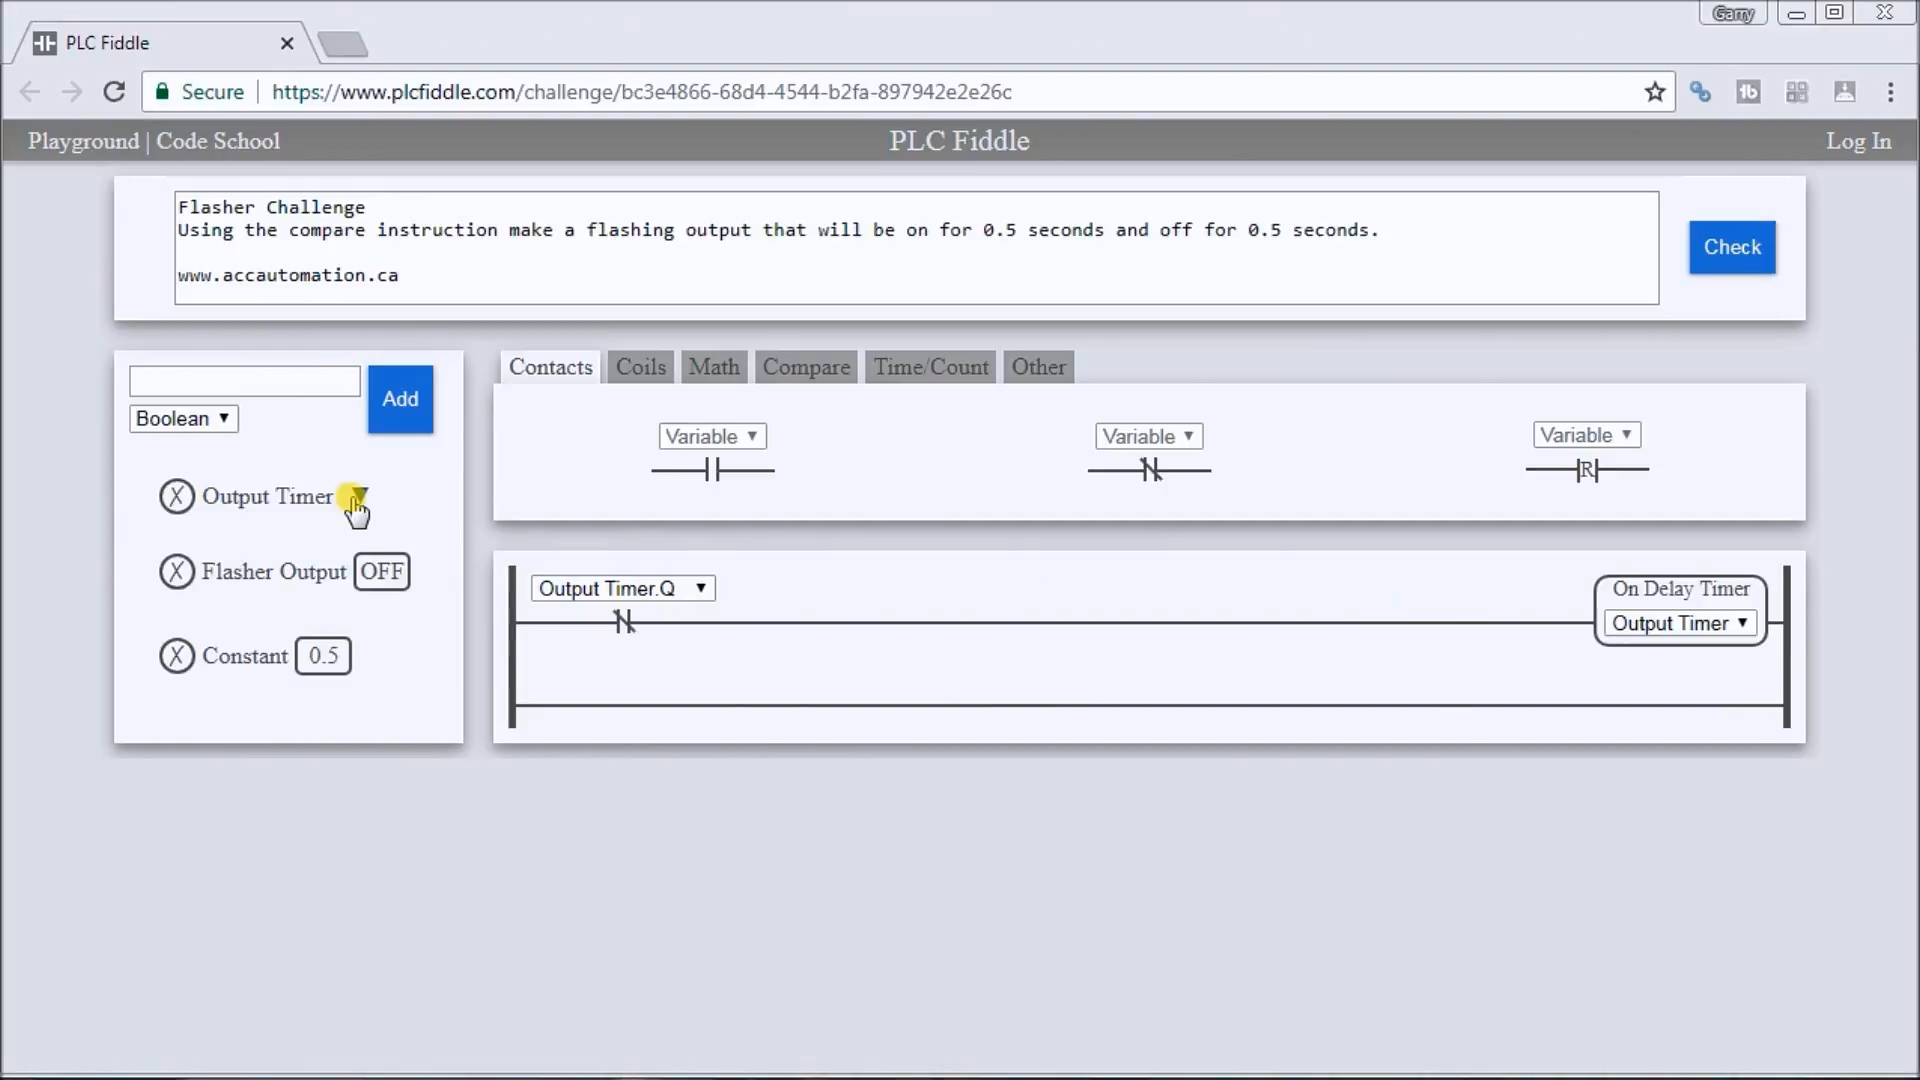 Garry
PLC Fiddle
Secure
https://www.plcfiddle.com/challenge/bc3e4866-68d4-4544-b2fa-897942e2e26c
Playground | Code School
PLC Fiddle
Log In
Flasher Challenge
Using the compare instruction make a flashing output that will be on for 0.5 seconds and off for 0.5 seconds.
www.accautomation.ca
Check
Add
Boolean
X Output Timer
X Flasher Output OFF
X Constant 0.5
Contacts Coils Math Compare Time/Count Other
Variable Variable Variable
R
Output Timer.Q
On Delay Timer
Output Timer